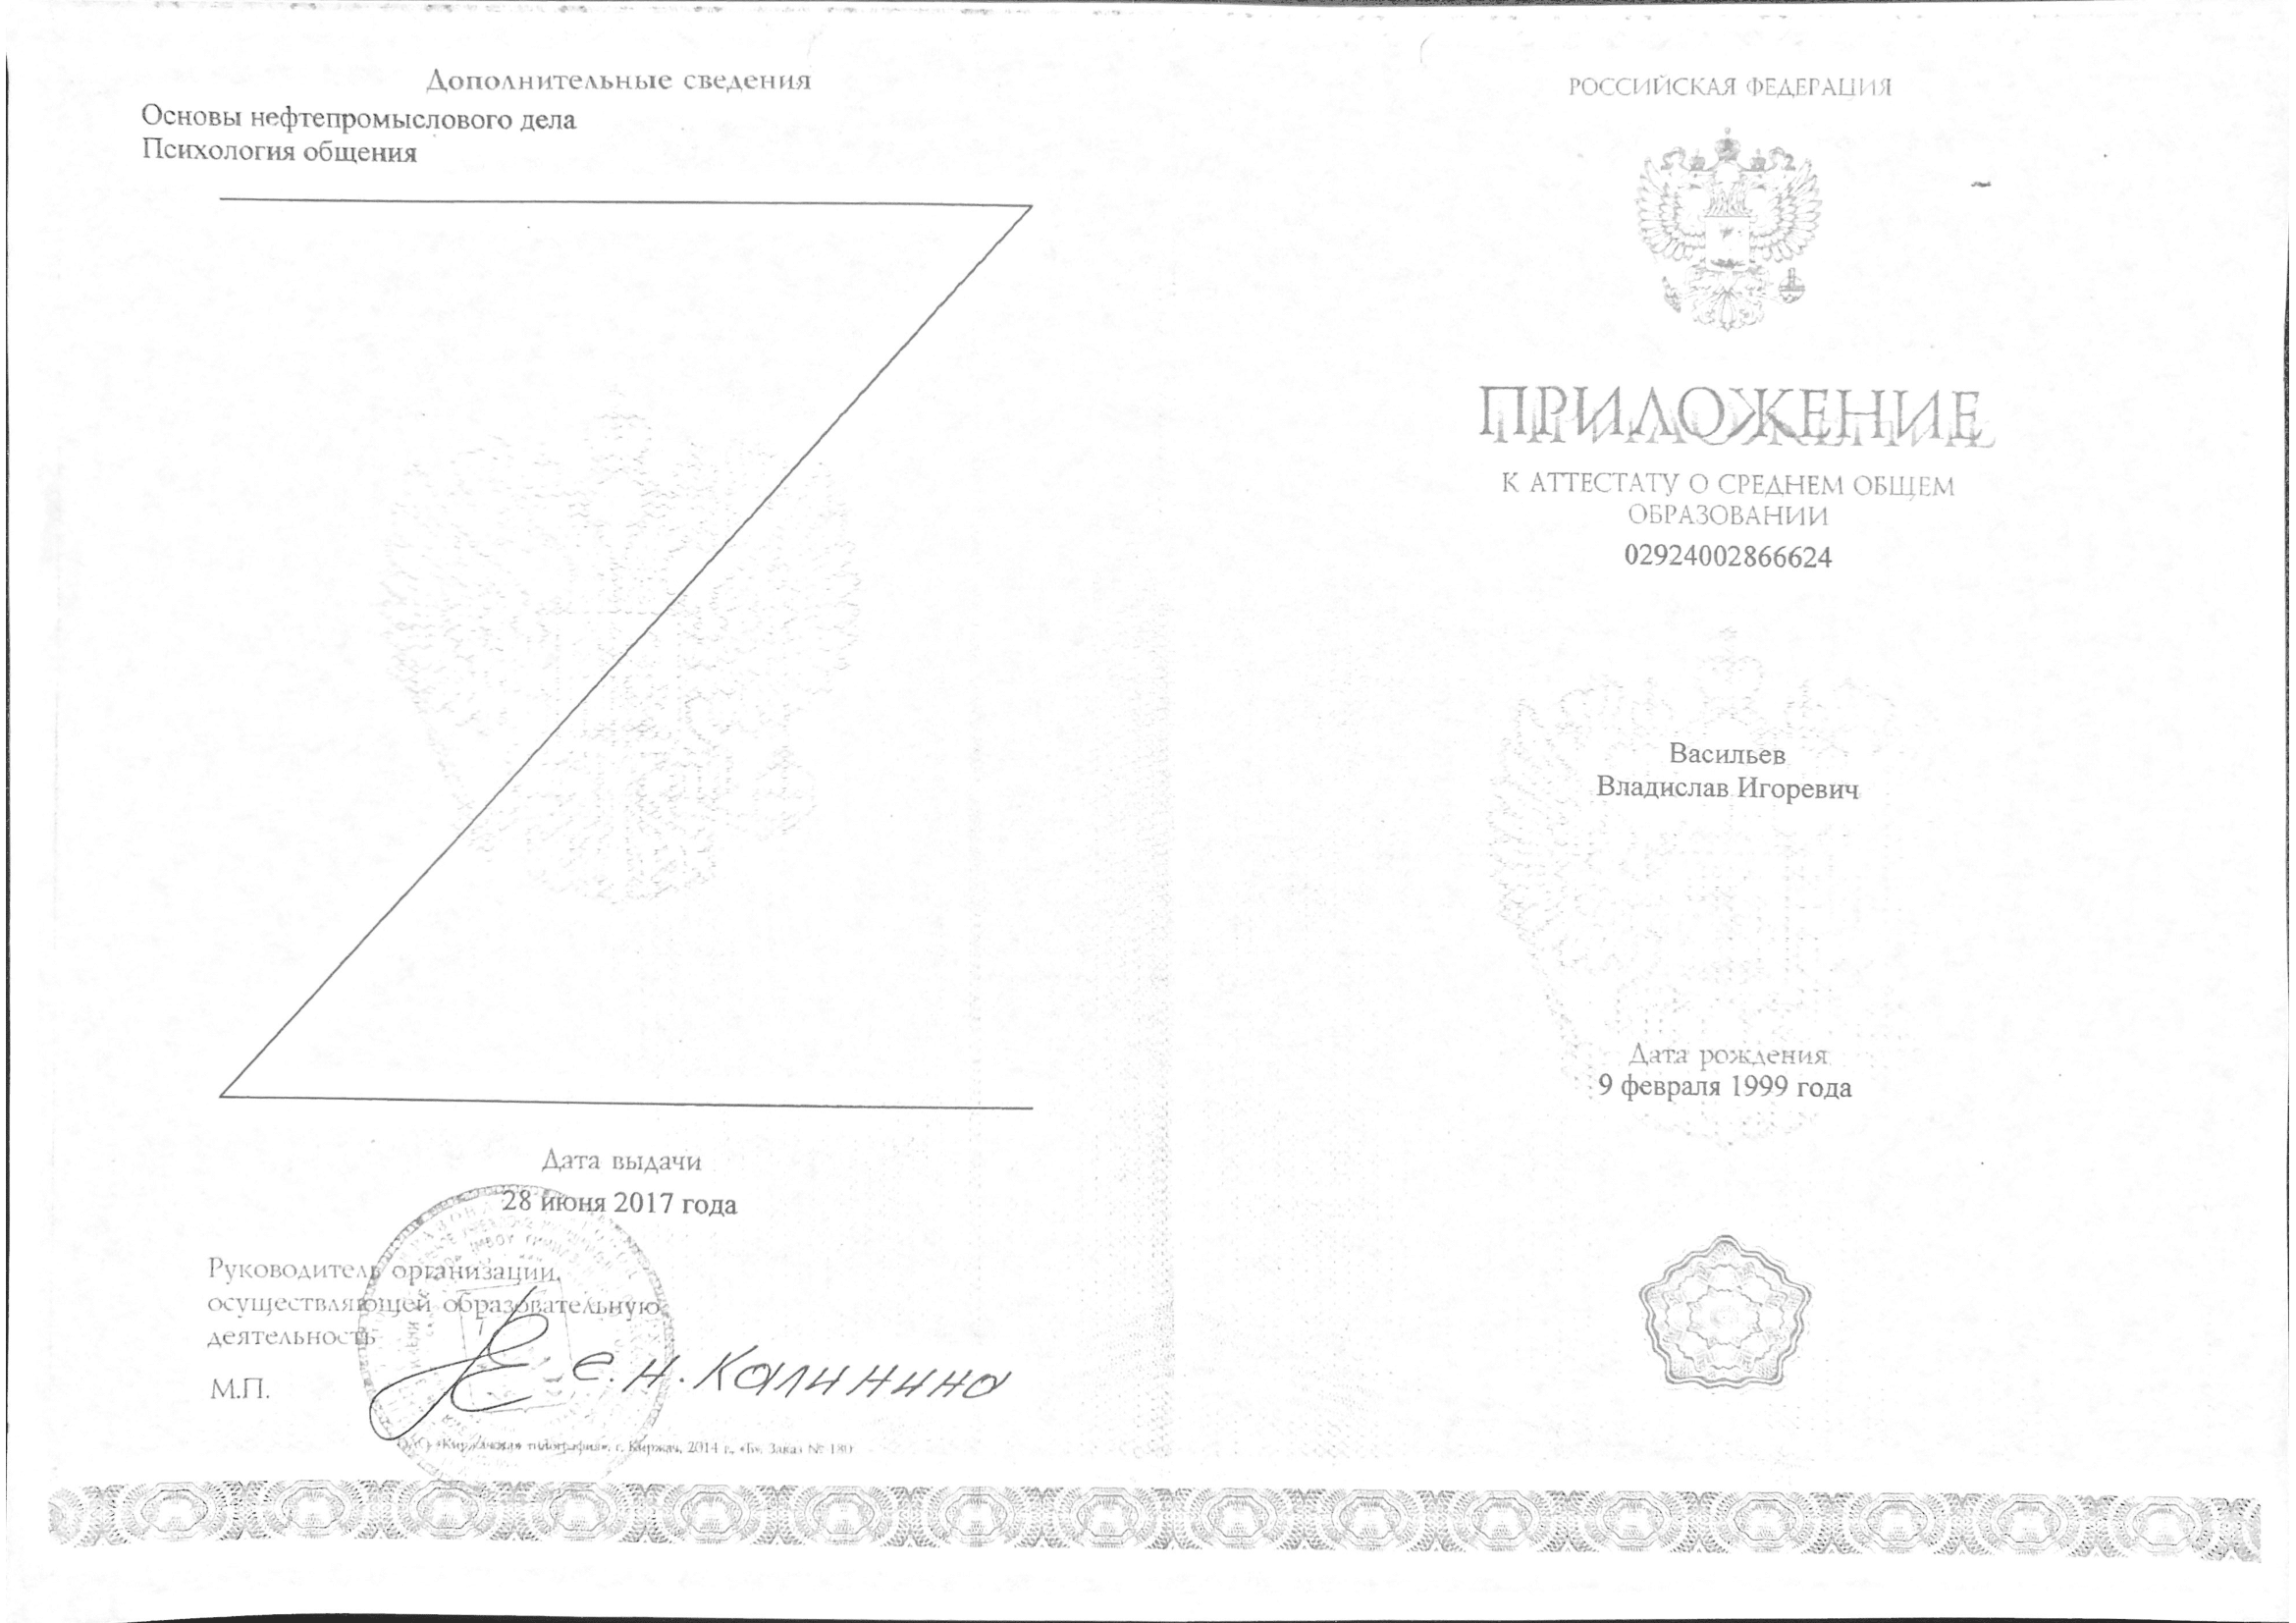 Дополнительные сведения
Основы нефтепромыслового дела
Психология общения
Дата выдачи
28 июня 2017 года
Руководитель организации,
осуществляющей образовательную
деятельность
Е.Н. Калинина
М.П.
ОАО «Киржачская типография», г. Киржач, 2014 г., «Б». Заказ № 180
РОССИЙСКАЯ ФЕДЕРАЦИЯ
ПРИЛОЖЕНИЕ
К АТТЕСТАТУ О СРЕДНЕМ ОБЩЕМ
ОБРАЗОВАНИИ
02924002866624
Васильев
Владислав Игоревич
Дата рождения
9 февраля 1999 года